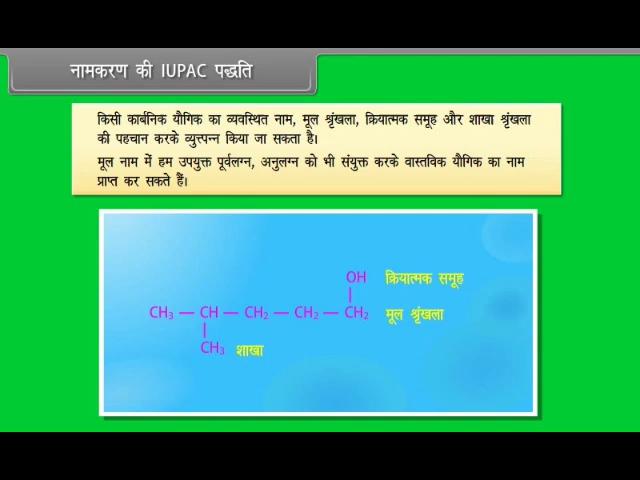 नामकरण की IUPAC पद्धति
किसी कार्बनिक यौगिक का व्यवस्थित नाम, मूल श्रृंखला, क्रियात्मक समूह और शाखा श्रृंखला
की पहचान करके व्युत्त्पन्न किया जा सकता है।
मूल नाम में हम उपयुक्त पूर्वलग्न, अनुलग्न को भी संयुक्त करके वास्तविक यौगिक का नाम
प्राप्त कर सकते हैं।
OH क्रियात्मक समूह
CH₃ — CH — CH₂ — CH₂ — CH₂ मूल श्रृंखला
CH₃ शाखा